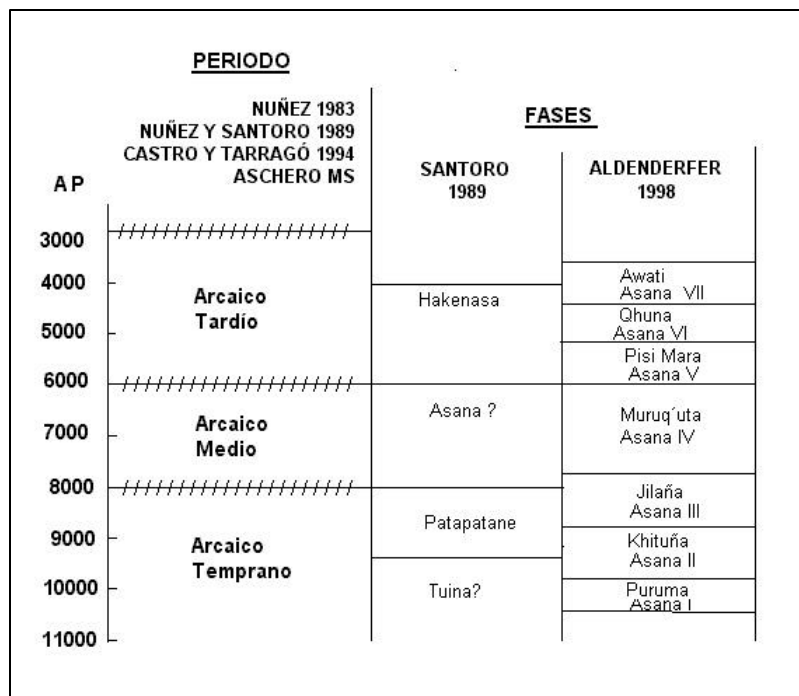 PERIODO
NUÑEZ 1983
NUÑEZ Y SANTORO 1989
CASTRO Y TARRAGÓ 1994
ASCHERO MS
FASES
SANTORO
1989
ALDENDERFER
1998
AP
3000
4000
5000
6000
7000
8000
9000
10000
11000
Arcaico
Tardío
Arcaico
Medio
Arcaico
Temprano
Hakenasa
Asana ?
Patapatane
Tuina?
Awati
Asana VII
Qhuna
Asana VI
Pisi Mara
Asana V
Muruq´uta
Asana IV
Jilaña
Asana III
Khituña
Asana II
Puruma
Asana I